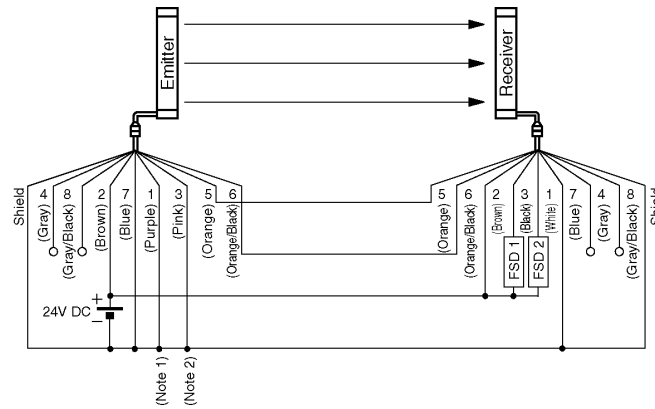 Emitter
Receiver
Shield
4
(Gray)
8
(Gray/Black)
2
(Brown)
7
(Blue)
1
(Purple)
3
(Pink)
5
(Orange)
6
(Orange/Black)
5
(Orange)
6
(Orange/Black)
2
(Brown)
3
(Black)
1
(White)
7
(Blue)
4
(Gray)
8
(Gray/Black)
Shield
FSD 1
FSD 2
+
24V DC
−
(Note 1)
(Note 2)